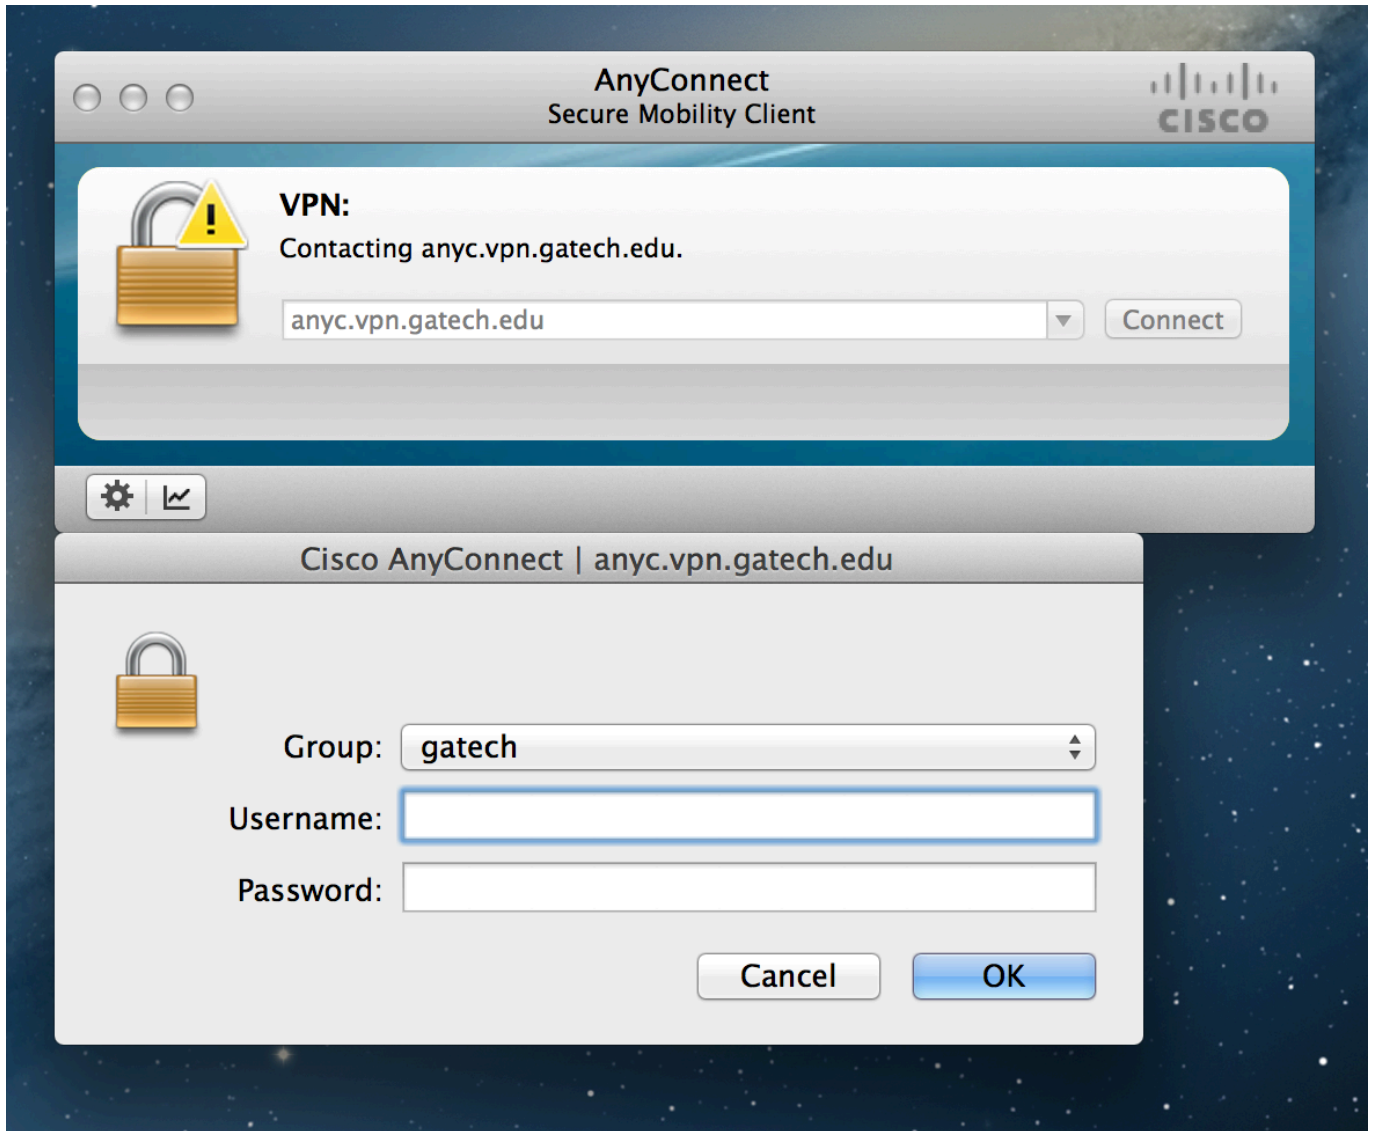 AnyConnect
Secure Mobility Client
CISCO
VPN:
Contacting anyc.vpn.gatech.edu.
anyc.vpn.gatech.edu
Connect
Cisco AnyConnect | anyc.vpn.gatech.edu
Group: gatech
Username:
Password:
Cancel OK